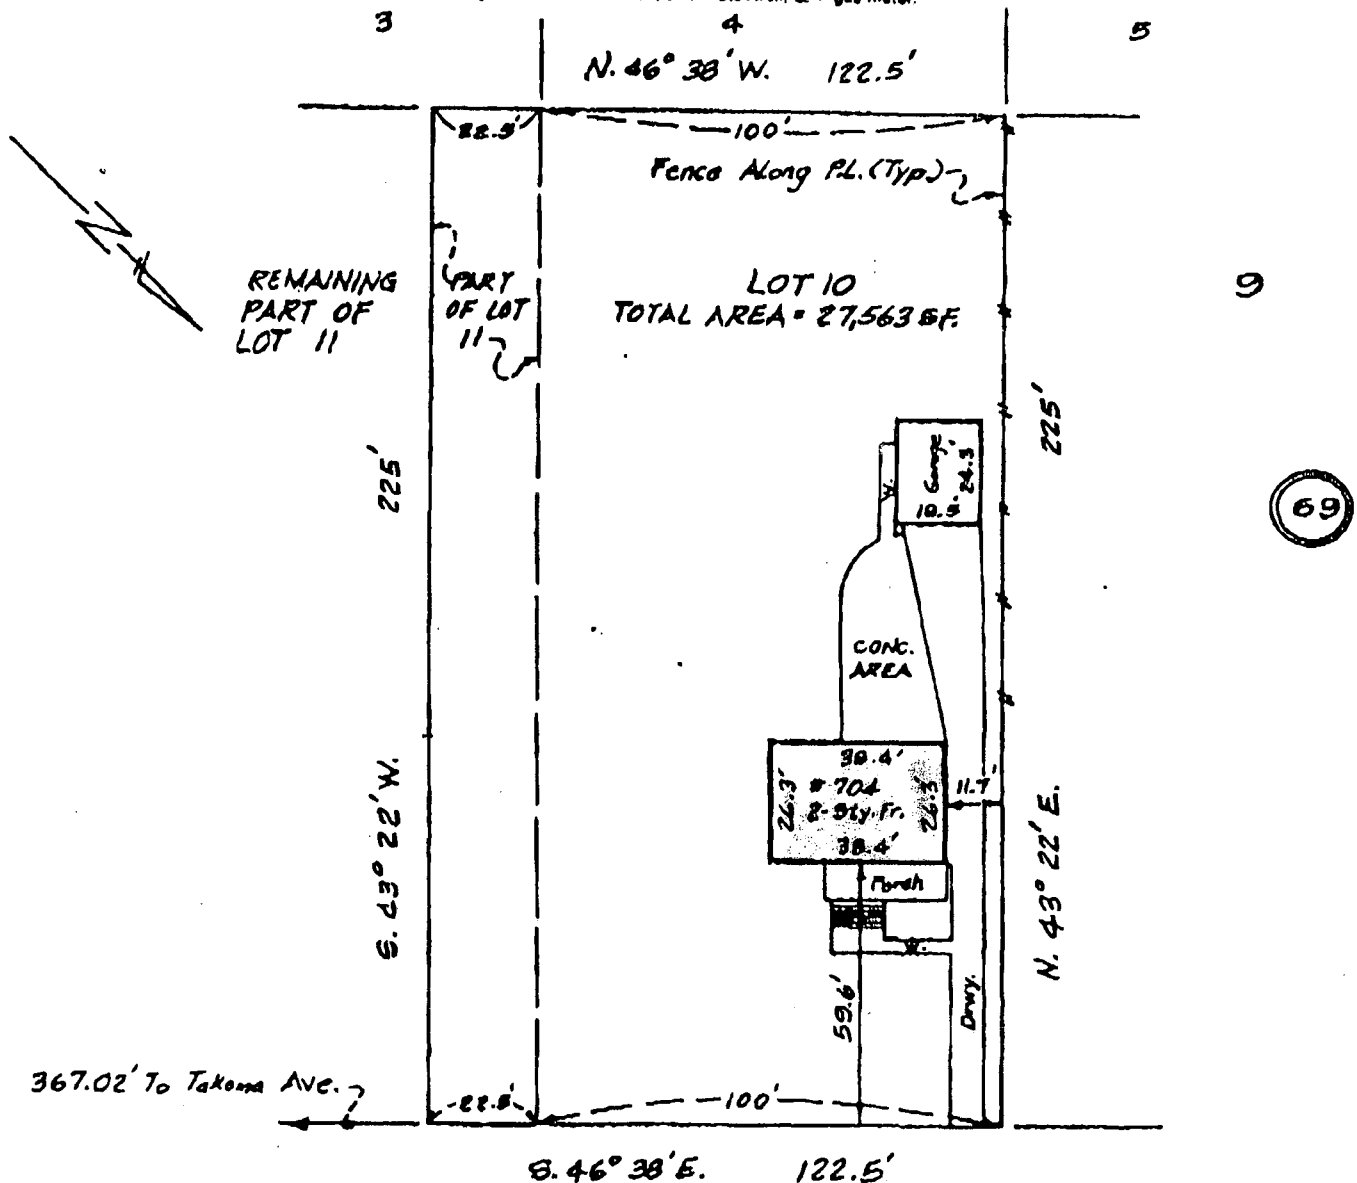 3
4
5
N. 46° 38' W. 122.5'
22.5'
100'
Fence Along P.L. (Typ.)
REMAINING
PART OF
LOT 11
PART
OF LOT
11
LOT 10
TOTAL AREA = 27,563 SF.
9
225'
225'
Garage
24.3'
W.
69
CONC.
AREA
38.4'
# 704
2-Sty. Fr.
26.3'
26.3'
38.4'
11.7'
Porch
W.
S. 43° 22' W.
N. 43° 22' E.
59.6'
Drwy.
367.02' To Takoma Ave.
22.5'
100'
S. 46° 38' E. 122.5'